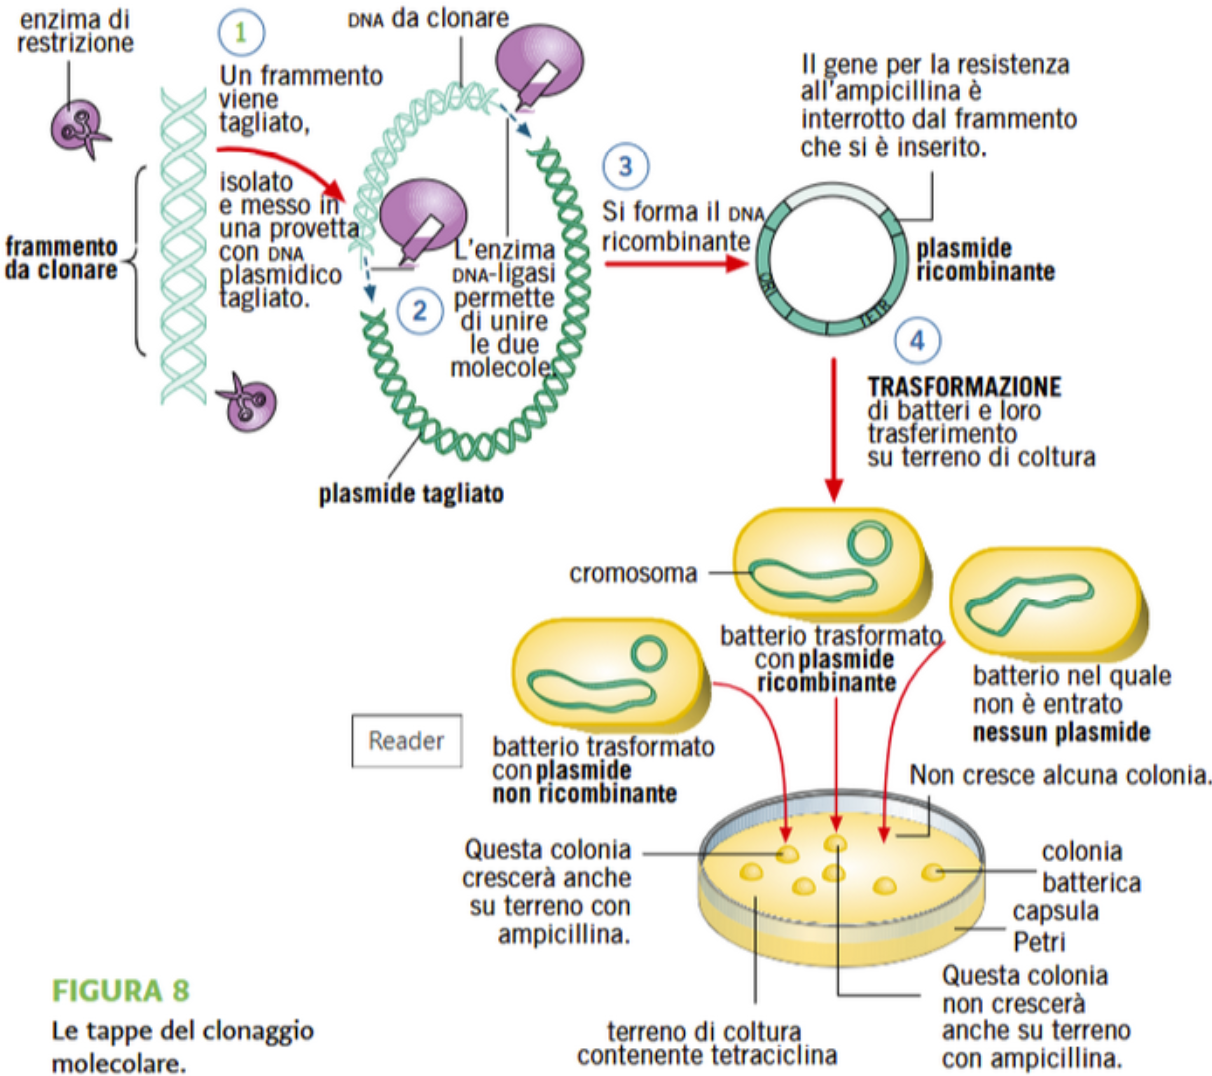 enzima di
restrizione
1
Un frammento
viene
tagliato,
isolato
e messo in
una provetta
con DNA
plasmidico
tagliato.
frammento
da clonare
DNA da clonare
2
L'enzima
DNA-ligasi
permette
di unire
le due
molecole.
plasmide tagliato
3
Si forma il DNA
ricombinante
Il gene per la resistenza
all'ampicillina è
interrotto dal frammento
che si è inserito.
ORI
TETR
plasmide
ricombinante
4
TRASFORMAZIONE
di batteri e loro
trasferimento
su terreno di coltura
cromosoma
batterio trasformato
con plasmide
ricombinante
batterio nel quale
non è entrato
nessun plasmide
Reader
batterio trasformato
con plasmide
non ricombinante
Non cresce alcuna colonia.
Questa colonia
crescerà anche
su terreno con
ampicillina.
colonia
batterica
capsula
Petri
Questa colonia
non crescerà
anche su terreno
con ampicillina.
terreno di coltura
contenente tetraciclina
FIGURA 8
Le tappe del clonaggio
molecolare.